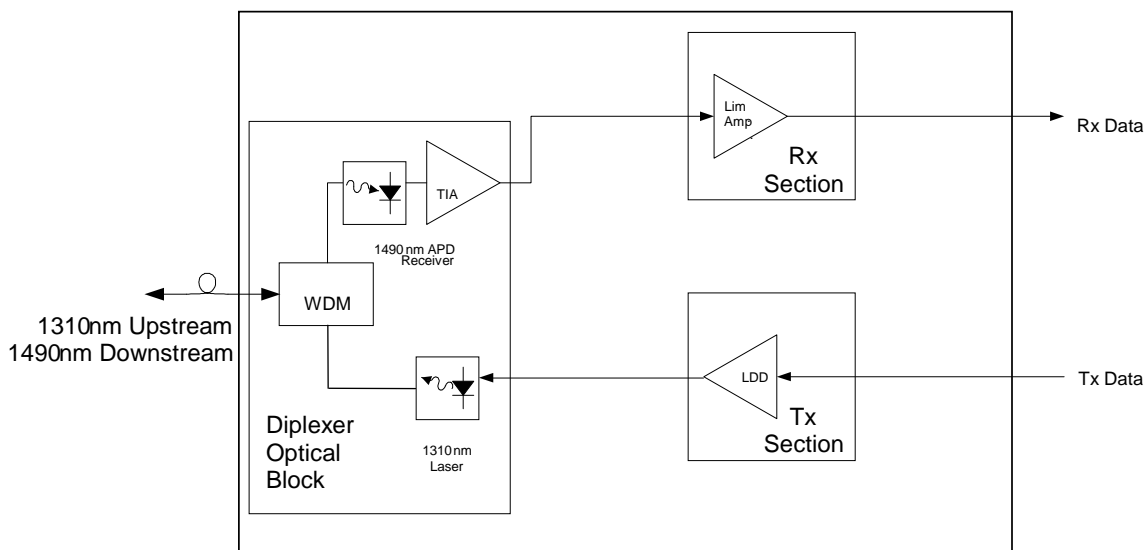 Lim
Amp
Rx
Section
Rx Data
TIA
1490nm APD
Receiver
WDM
1310nm Upstream
1490nm Downstream
LDD
Tx
Section
Tx Data
Diplexer
Optical
Block
1310nm
Laser